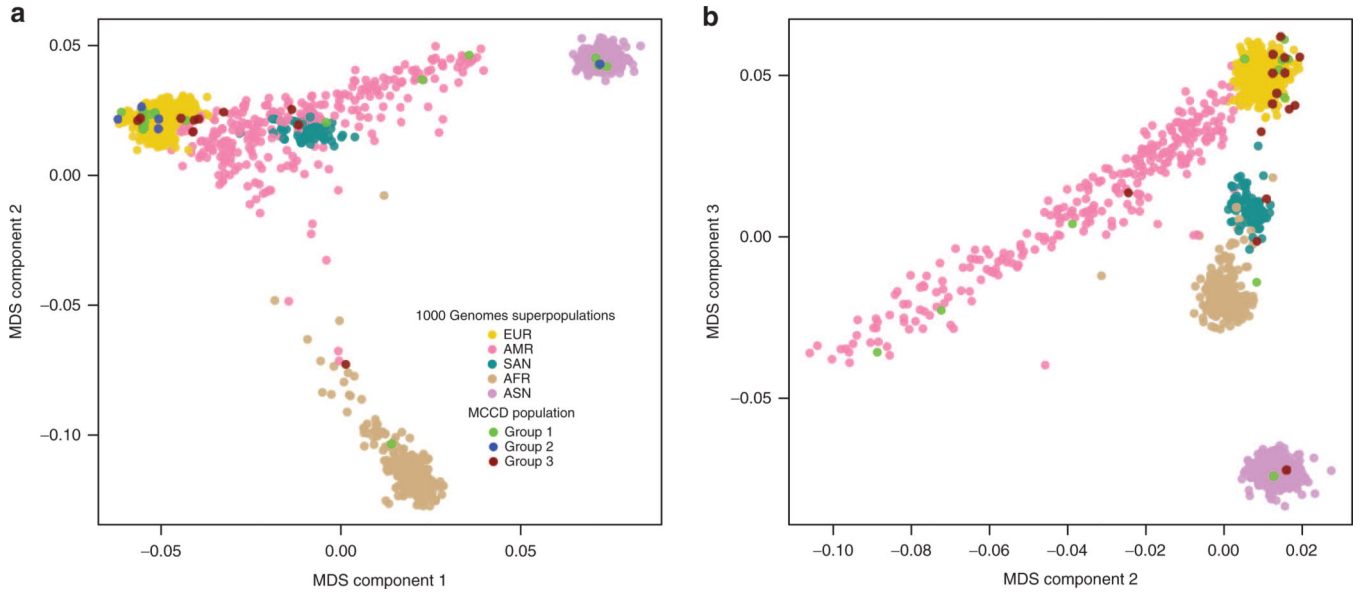 a
0.05
0.00
−0.05
−0.10
MDS component 2
−0.05
0.00
0.05
MDS component 1
1000 Genomes superpopulations
EUR
AMR
SAN
AFR
ASN
MCCD population
Group 1
Group 2
Group 3
b
0.05
0.00
−0.05
MDS component 3
−0.10
−0.08
−0.06
−0.04
−0.02
0.00
0.02
MDS component 2